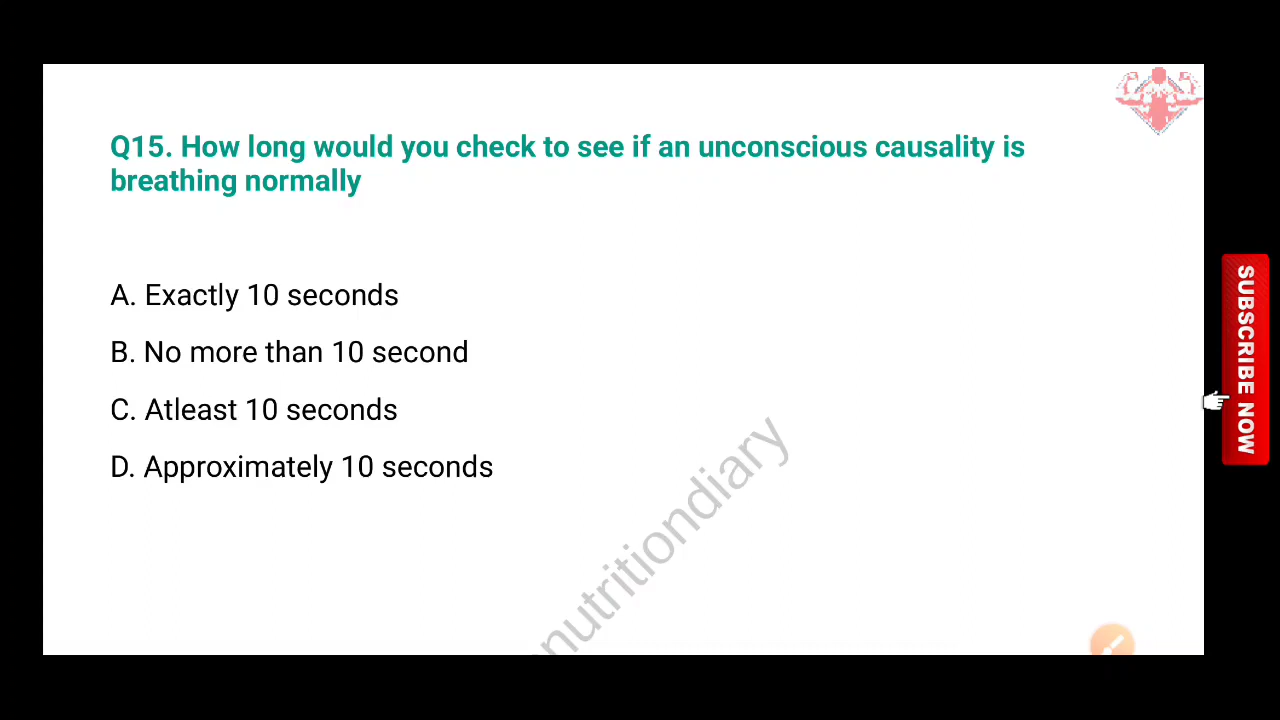 Q15. How long would you check to see if an unconscious causality is
breathing normally
A. Exactly 10 seconds
B. No more than 10 second
C. Atleast 10 seconds
D. Approximately 10 seconds
nutritiondiary
SUBSCRIBE NOW